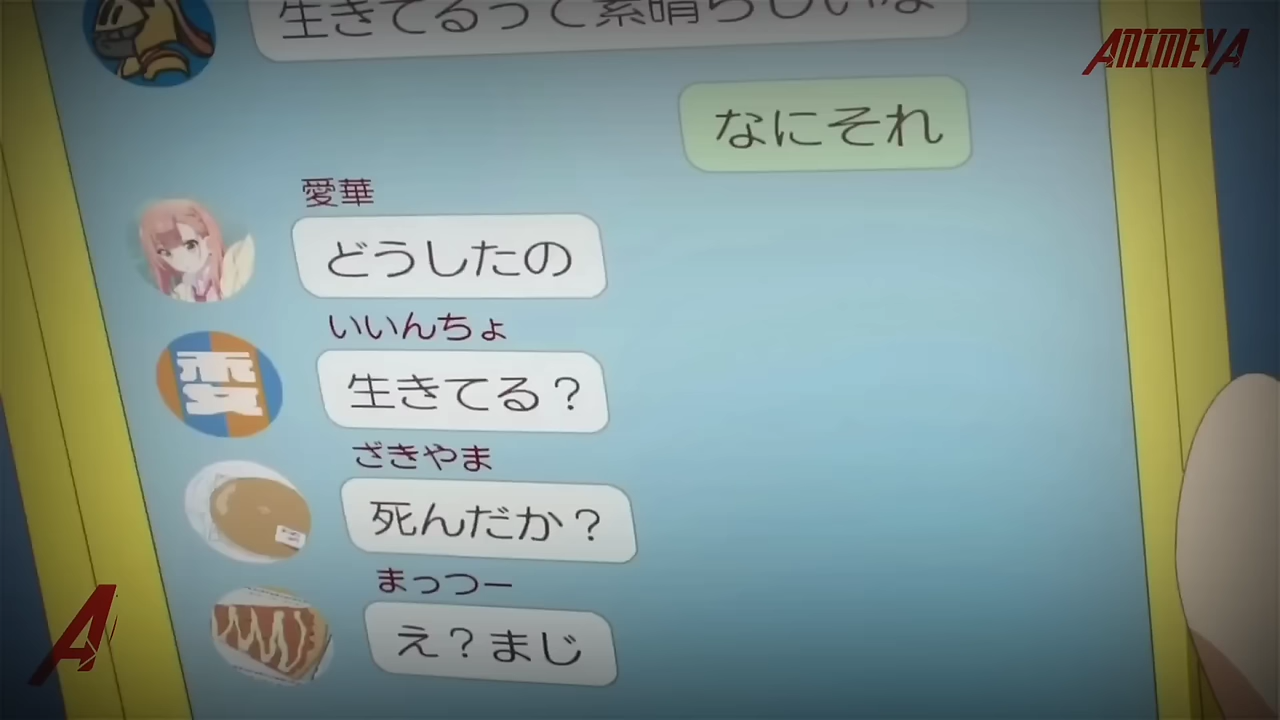 生きてるって素晴らしいな
ANIMEYA
なにそれ
愛華
どうしたの
いいんちょ
生きてる？
ざきやま
死んだか？
まっつー
え？まじ
A